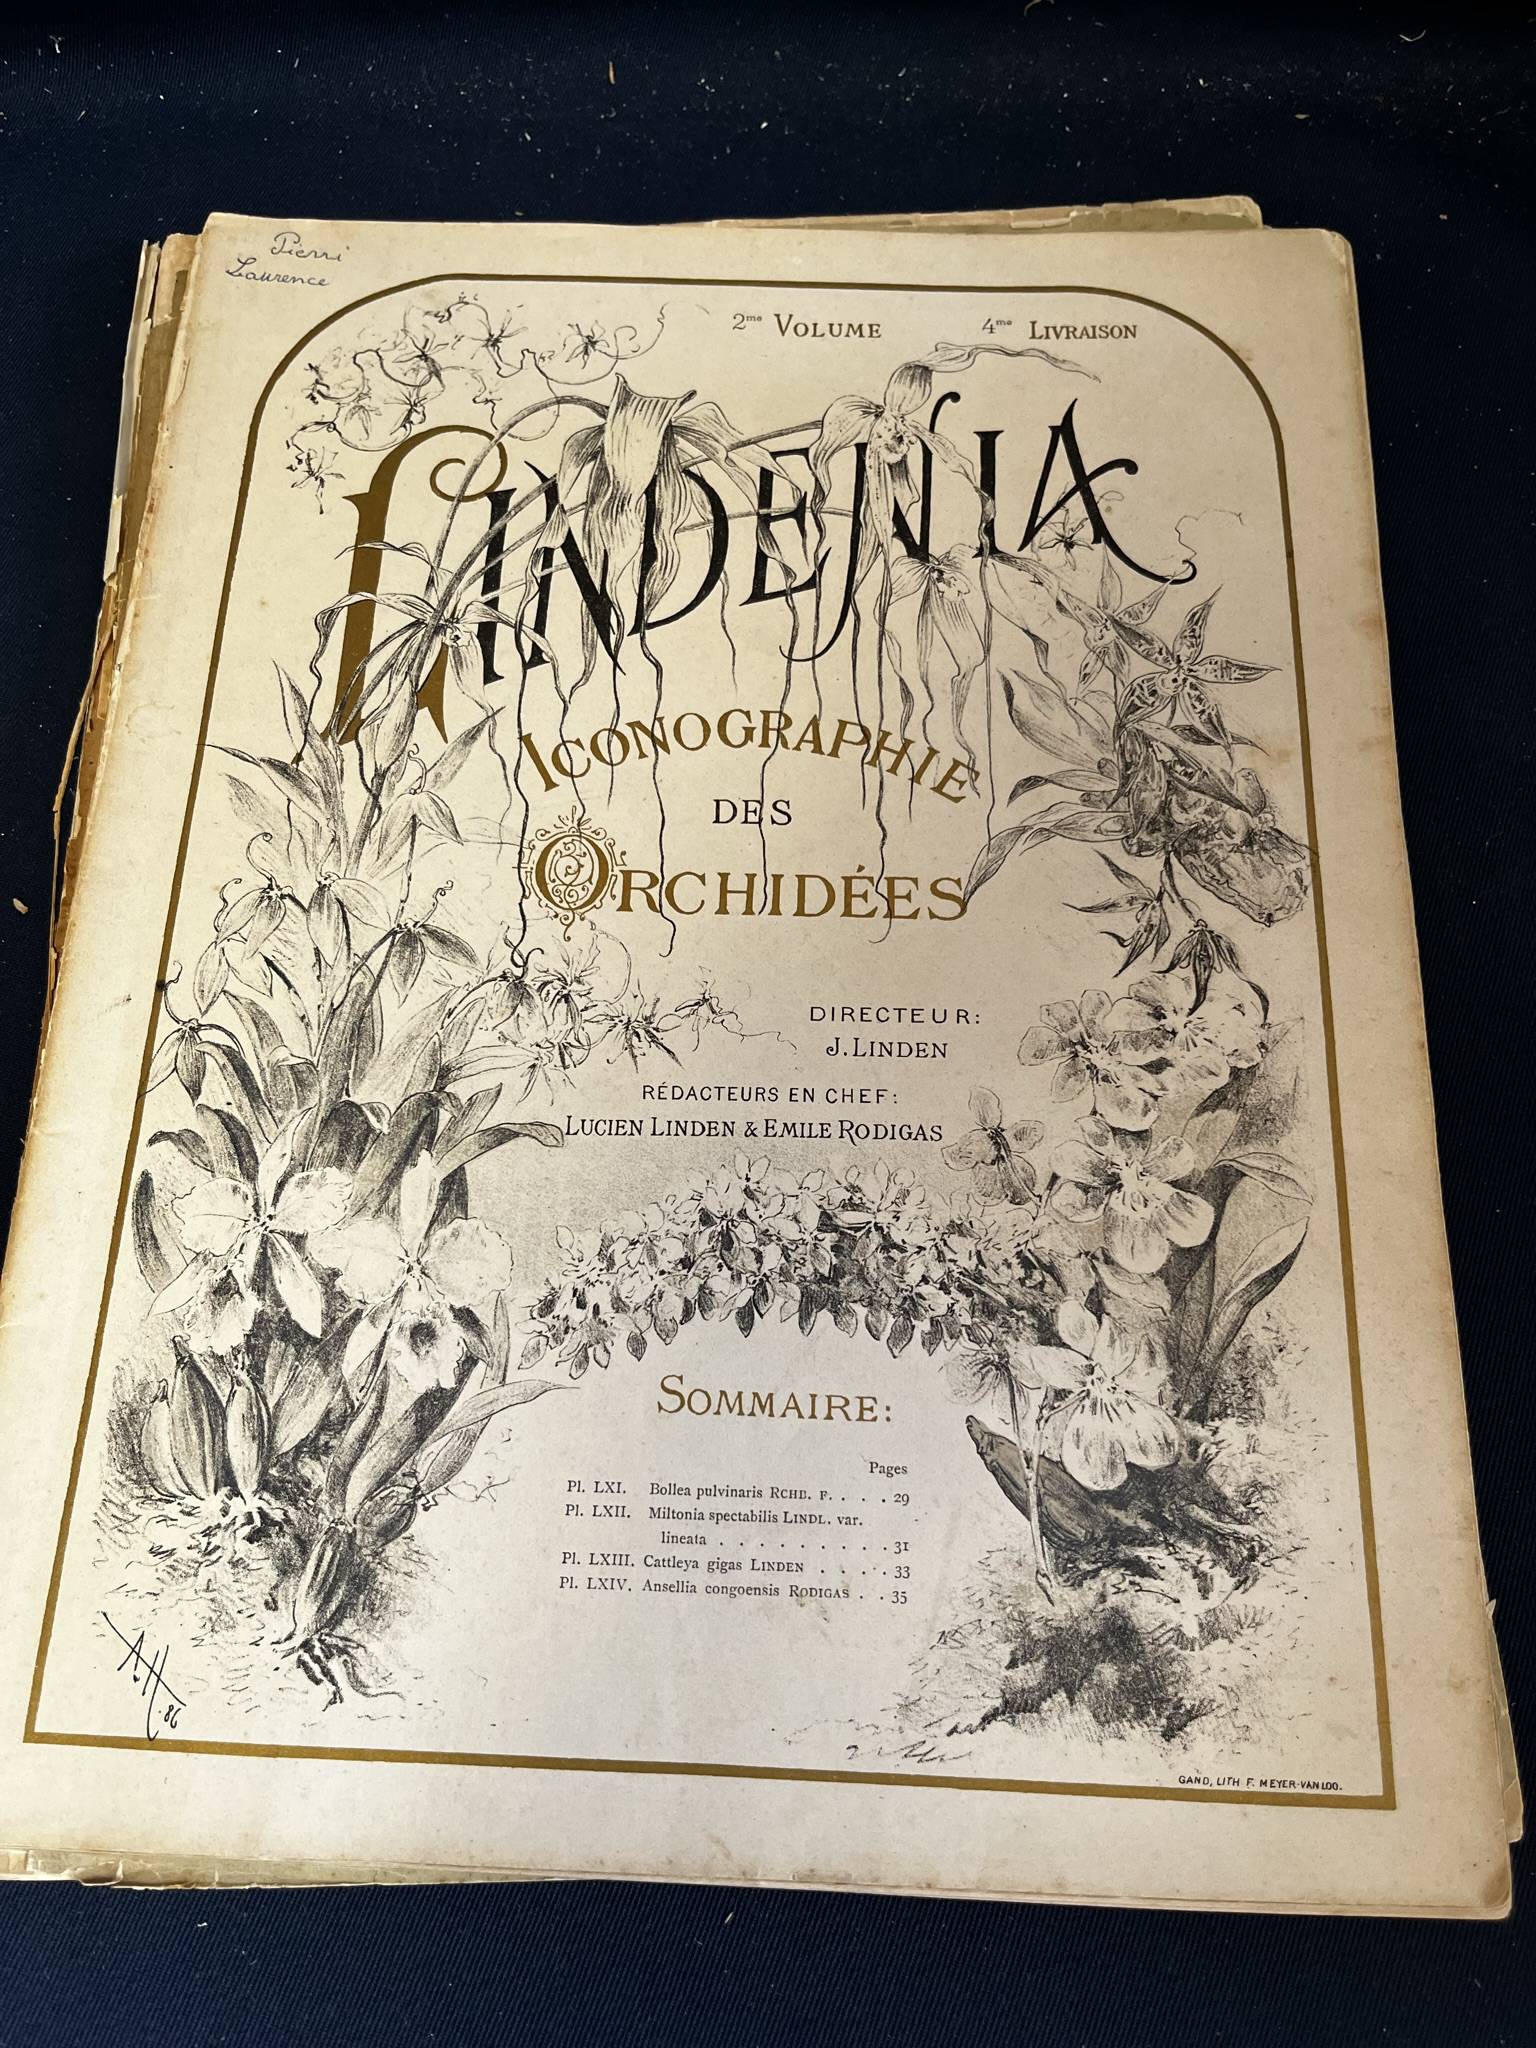 Pierri
Laurence
2me VOLUME 4me LIVRAISON
LINDENIA
ICONOGRAPHIE
DES
ORCHIDÉES
DIRECTEUR:
J. LINDEN
RÉDACTEURS EN CHEF:
LUCIEN LINDEN & EMILE RODIGAS
SOMMAIRE:
Pages
Pl. LXI. Bollea pulvinaris RCHB. F. . . . 29
Pl. LXII. Miltonia spectabilis LINDL. var.
lineata . . . . . . . . . . 31
Pl. LXIII. Cattleya gigas LINDEN . . . . 33
Pl. LXIV. Ansellia congoensis RODIGAS . . 35
A.H. 86
GAND, LITH F. MEYER-VAN LOO.